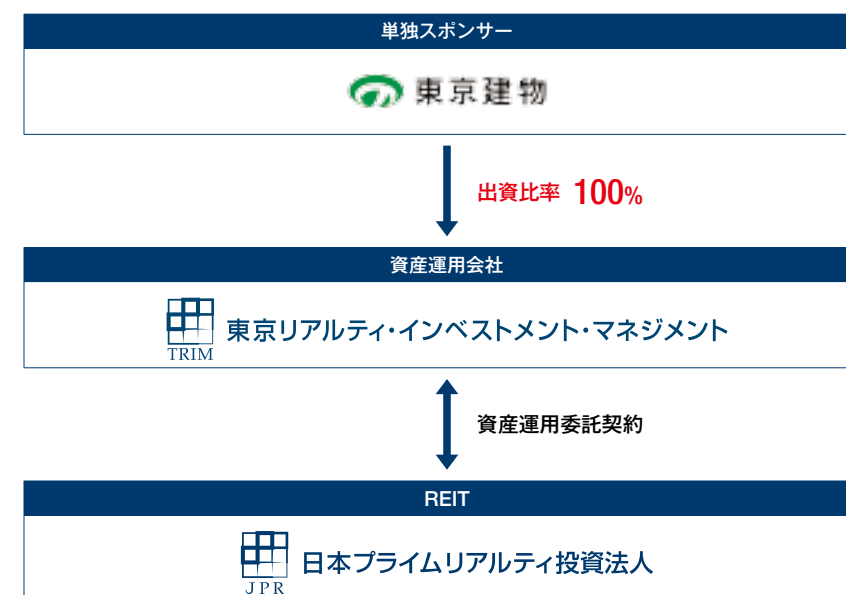 単独スポンサー
東京建物
出資比率 100%
資産運用会社
TRIM
東京リアルティ・インベストメント・マネジメント
資産運用委託契約
REIT
JPR
日本プライムリアルティ投資法人